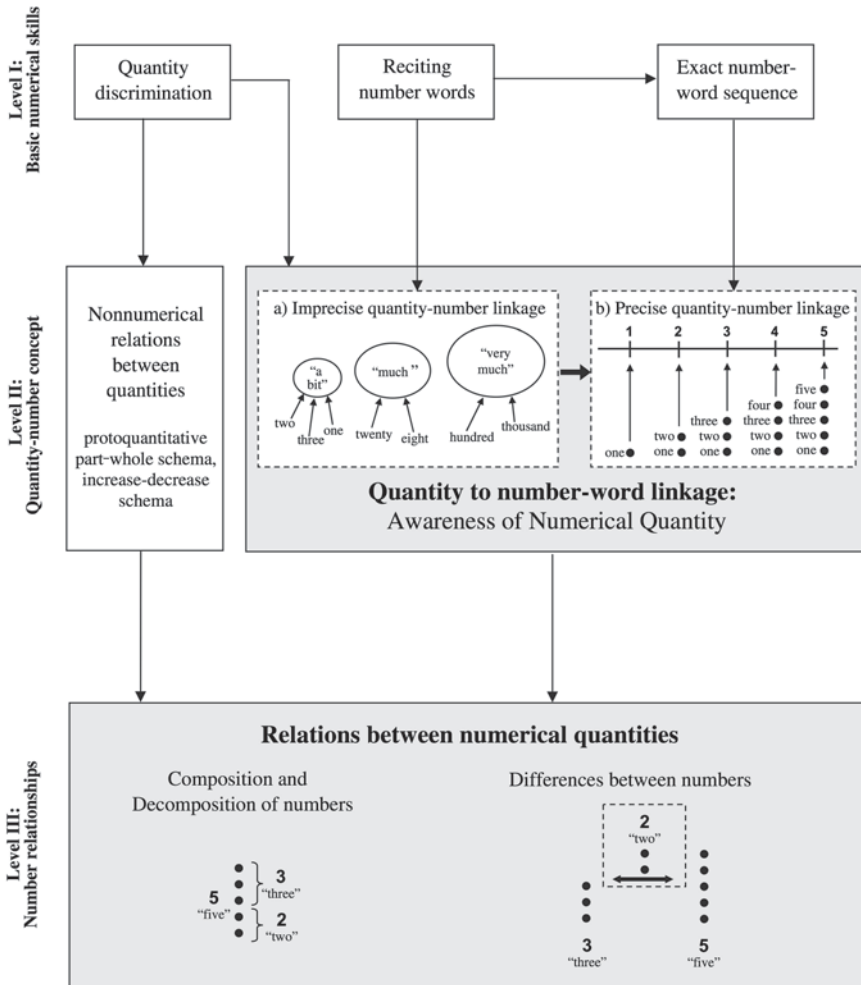 Level I:
Basic numerical skills
Quantity
discrimination
Reciting
number words
Exact number-
word sequence
Level II:
Quantity-number concept
Nonnumerical
relations
between
quantities
protoquantitative
part-whole schema,
increase-decrease
schema
a) Imprecise quantity-number linkage
"a
bit"
two
three
one
"much"
twenty
eight
"very
much"
hundred
thousand
b) Precise quantity-number linkage
1 2 3 4 5
five
four four
three three three
two two two two
one one one one one
Quantity to number-word linkage:
Awareness of Numerical Quantity
Level III:
Number relationships
Relations between numerical quantities
Composition and
Decomposition of numbers
5
"five"
3
"three"
2
"two"
Differences between numbers
2
"two"
3
"three"
5
"five"